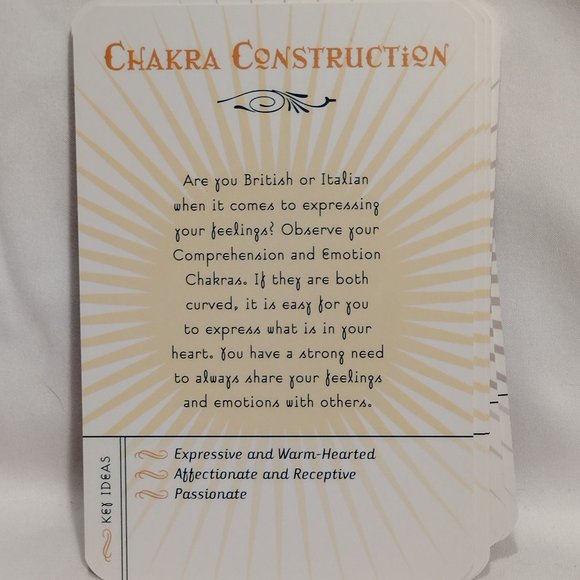 Chakra Construction
Are you British or Italian
when it comes to expressing
your feelings? Observe your
Comprehension and Emotion
Chakras. If they are both
curved, it is easy for you
to express what is in your
heart. You have a strong need
to always share your feelings
and emotions with others.
KEY IDEAS
Expressive and Warm-Hearted
Affectionate and Receptive
Passionate